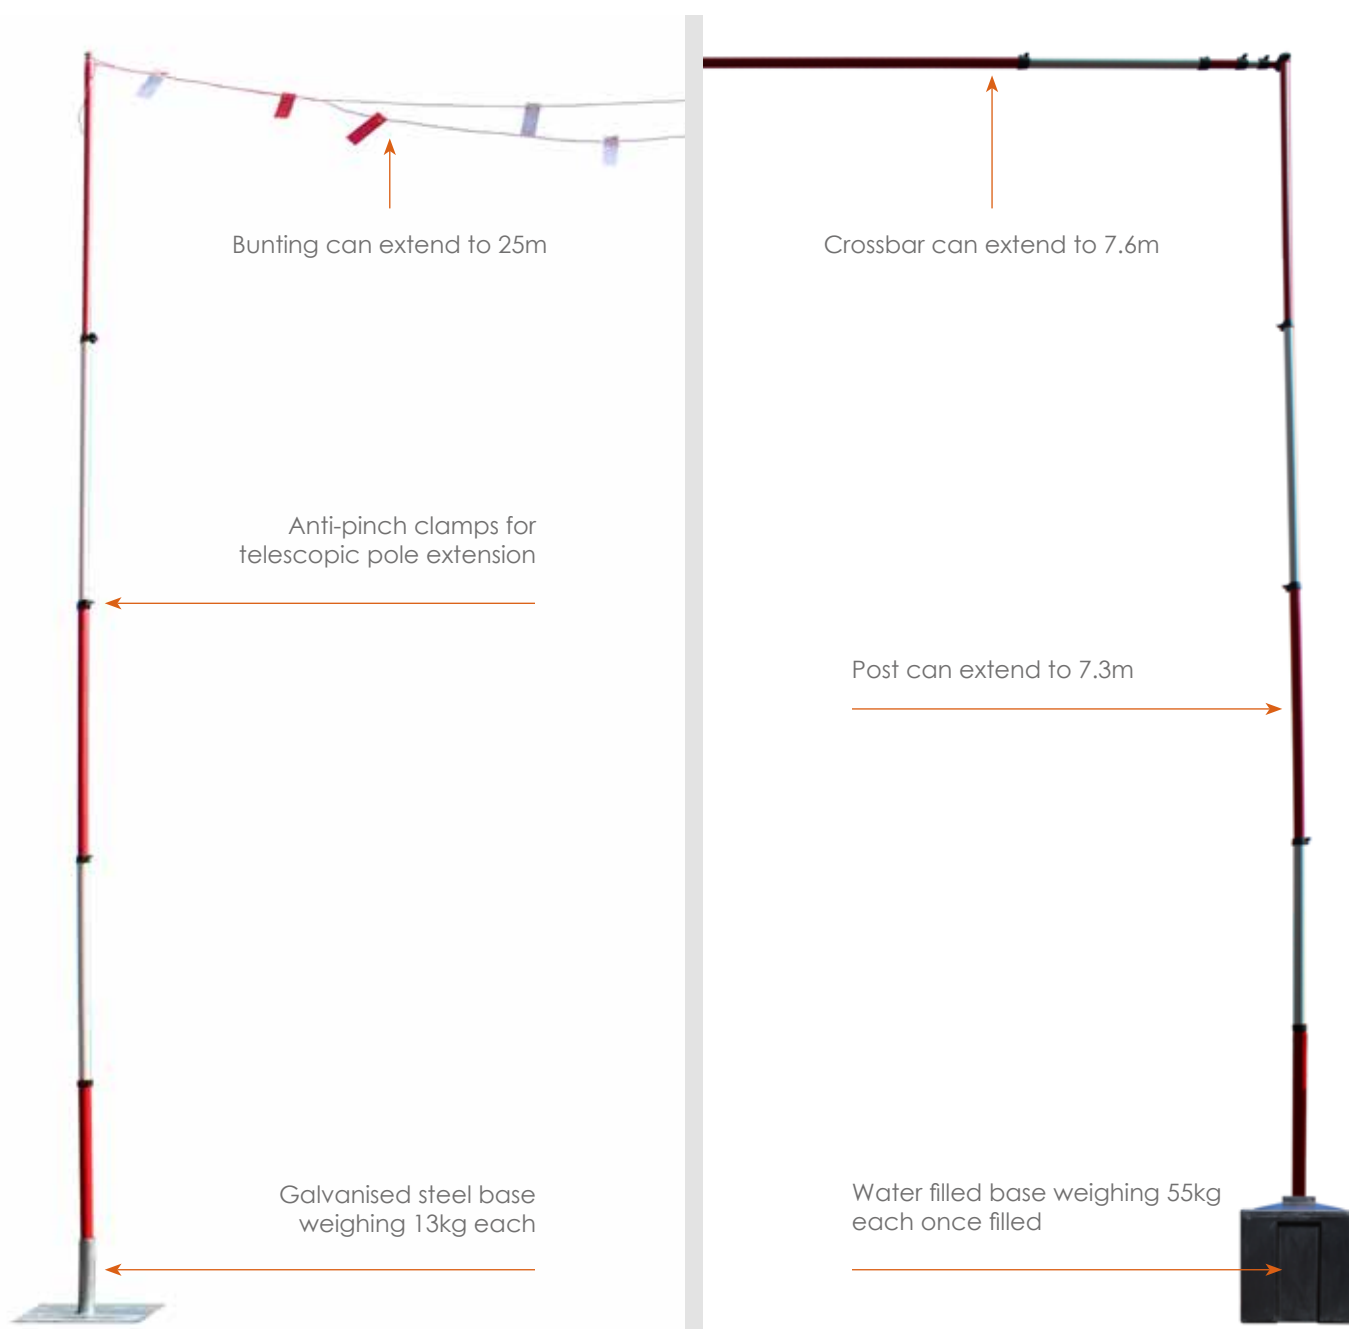 Bunting can extend to 25m
Crossbar can extend to 7.6m
Anti-pinch clamps for
telescopic pole extension
Post can extend to 7.3m
Galvanised steel base
weighing 13kg each
Water filled base weighing 55kg
each once filled